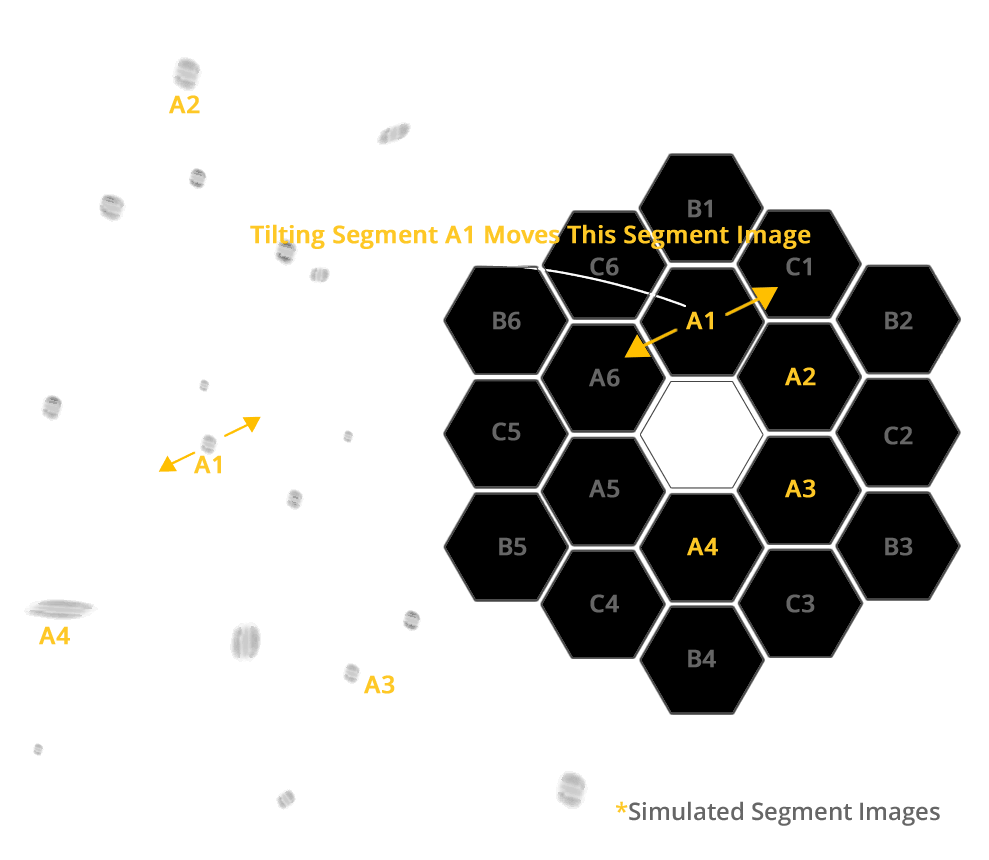 A2
B1
Tilting Segment A1 Moves This Segment Image
C6
C1
B6
A1
B2
A6
A2
C5
C2
A1
A5
A3
B5
A4
B3
C4
C3
A4
B4
A3
*Simulated Segment Images